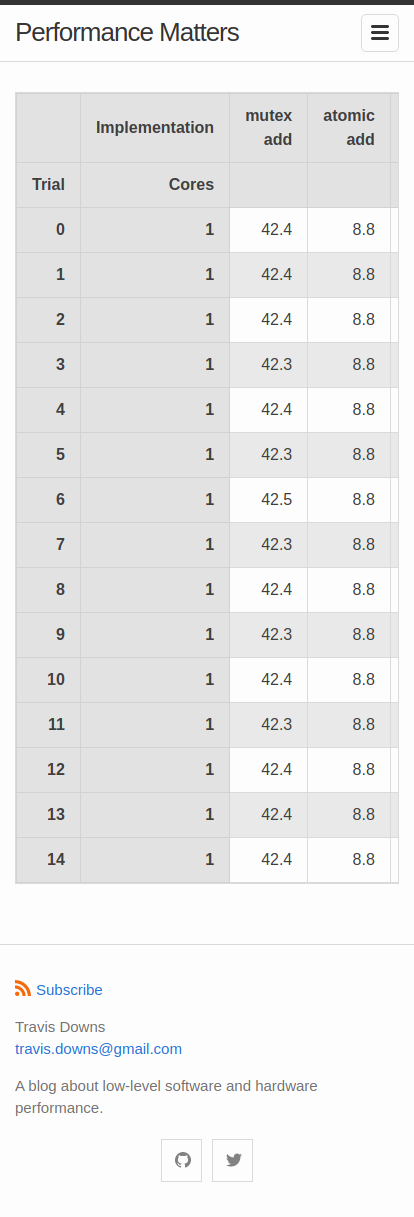 Performance Matters
Implementation mutex add atomic add
Trial Cores
0 1 42.4 8.8
1 1 42.4 8.8
2 1 42.4 8.8
3 1 42.3 8.8
4 1 42.4 8.8
5 1 42.3 8.8
6 1 42.5 8.8
7 1 42.3 8.8
8 1 42.4 8.8
9 1 42.3 8.8
10 1 42.4 8.8
11 1 42.3 8.8
12 1 42.4 8.8
13 1 42.4 8.8
14 1 42.4 8.8
Subscribe
Travis Downs
travis.downs@gmail.com
A blog about low-level software and hardware
performance.